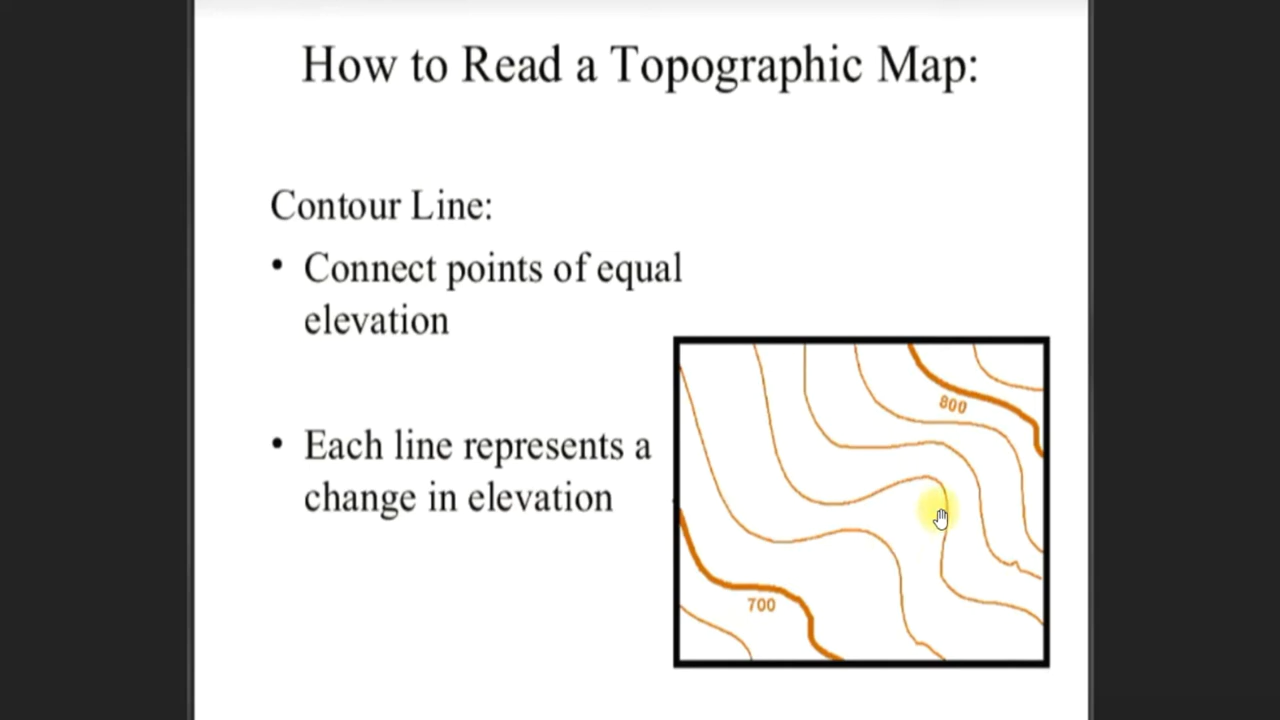 How to Read a Topographic Map:
Contour Line:
• Connect points of equal
elevation
• Each line represents a
change in elevation
800
700